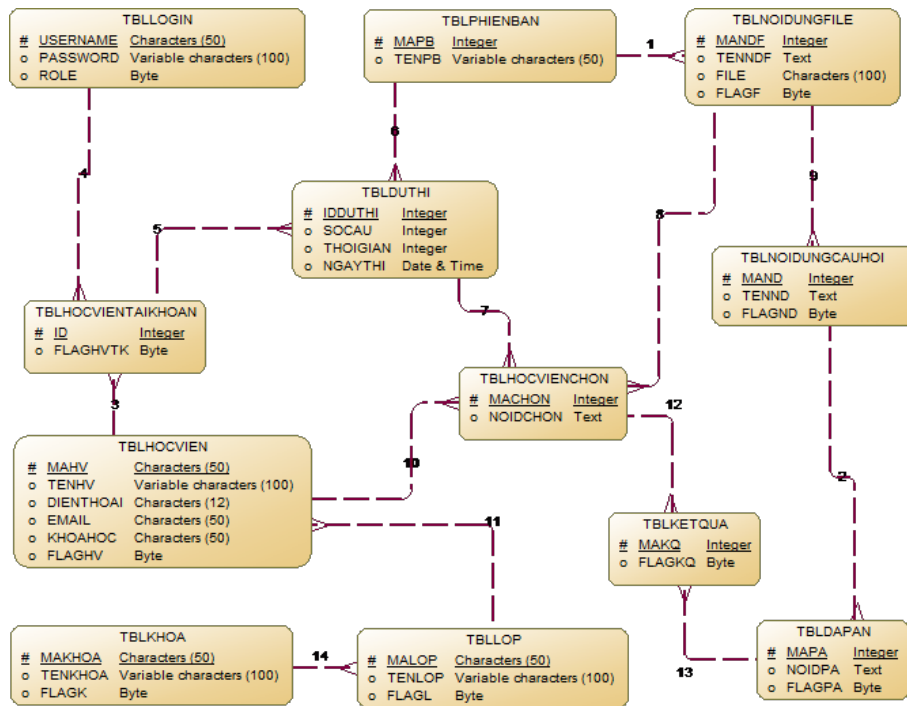 TBLLOGIN
# USERNAME Characters (50)
o PASSWORD Variable characters (100)
o ROLE Byte
TBLPHIENBAN
# MAPB Integer
o TENPB Variable characters (50)
1
TBLNOIDUNGFILE
# MANDF Integer
o TENNDF Text
o FILE Characters (100)
o FLAGF Byte
4
6
8
9
TBLDUTHI
# IDDUTHI Integer
o SOCAU Integer
o THOIGIAN Integer
o NGAYTHI Date & Time
5
TBLNOIDUNGCAUHOI
# MAND Integer
o TENND Text
o FLAGND Byte
TBLHOCVIENTAIKHOAN
# ID Integer
o FLAGHVTK Byte
7
TBLHOCVIENCHON
# MACHON Integer
o NOIDCHON Text
3
12
TBLHOCVIEN
# MAHV Characters (50)
o TENHV Variable characters (100)
o DIENTHOAI Characters (12)
o EMAIL Characters (50)
o KHOAHOC Characters (50)
o FLAGHV Byte
10
11
2
TBLKETQUA
# MAKQ Integer
o FLAGKQ Byte
TBLKHOA
# MAKHOA Characters (50)
o TENKHOA Variable characters (100)
o FLAGK Byte
14
TBLLOP
# MALOP Characters (50)
o TENLOP Variable characters (100)
o FLAGL Byte
13
TBLDAPAN
# MAPA Integer
o NOIDPA Text
o FLAGPA Byte